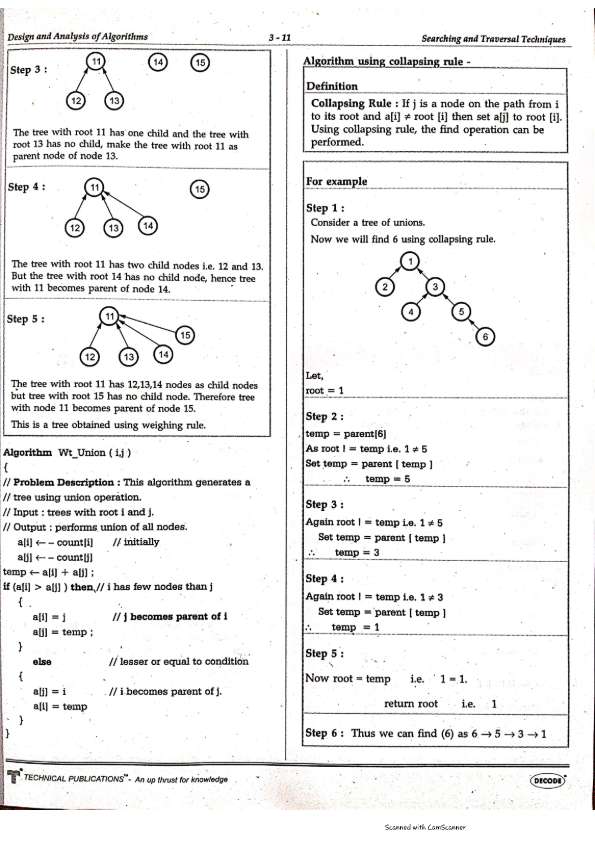 Design and Analysis of Algorithms
3 - 11
Searching and Traversal Techniques
Step 3 :
11
14
15
12
13
The tree with root 11 has one child and the tree with
root 13 has no child, make the tree with root 11 as
parent node of node 13.
Step 4 :
11
15
12
13
14
The tree with root 11 has two child nodes i.e. 12 and 13.
But the tree with root 14 has no child node, hence tree
with 11 becomes parent of node 14.
Step 5 :
11
15
12
13
14
The tree with root 11 has 12,13,14 nodes as child nodes
but tree with root 15 has no child node. Therefore tree
with node 11 becomes parent of node 15.
This is a tree obtained using weighing rule.
Algorithm Wt_Union ( i,j )
{
// Problem Description : This algorithm generates a
// tree using union operation.
// Input : trees with root i and j.
// Output : performs union of all nodes.
a[i] ← – count[i] // initially
a[j] ← – count[j]
temp ← a[i] + a[j] ;
if (a[i] > a[j] ) then // i has few nodes than j
{
a[i] = j // j becomes parent of i
a[j] = temp ;
}
else // lesser or equal to condition
{
a[j] = i // i becomes parent of j.
a[i] = temp
}
}
Algorithm using collapsing rule -
Definition
Collapsing Rule : If j is a node on the path from i
to its root and a[i] ≠ root [i] then set a[j] to root [i].
Using collapsing rule, the find operation can be
performed.
For example
Step 1 :
Consider a tree of unions.
Now we will find 6 using collapsing rule.
1
2
3
4
5
6
Let,
root = 1
Step 2 :
temp = parent[6]
As root ! = temp i.e. 1 ≠ 5
Set temp = parent [ temp ]
∴ temp = 5
Step 3 :
Again root ! = temp i.e. 1 ≠ 5
Set temp = parent [ temp ]
∴ temp = 3
Step 4 :
Again root ! = temp i.e. 1 ≠ 3
Set temp = parent [ temp ]
∴ temp = 1
Step 5 :
Now root = temp i.e. 1 = 1.
return root i.e. 1
Step 6 : Thus we can find (6) as 6 → 5 → 3 → 1
TECHNICAL PUBLICATIONS™ - An up thrust for knowledge
DECODE
Scanned with CamScanner